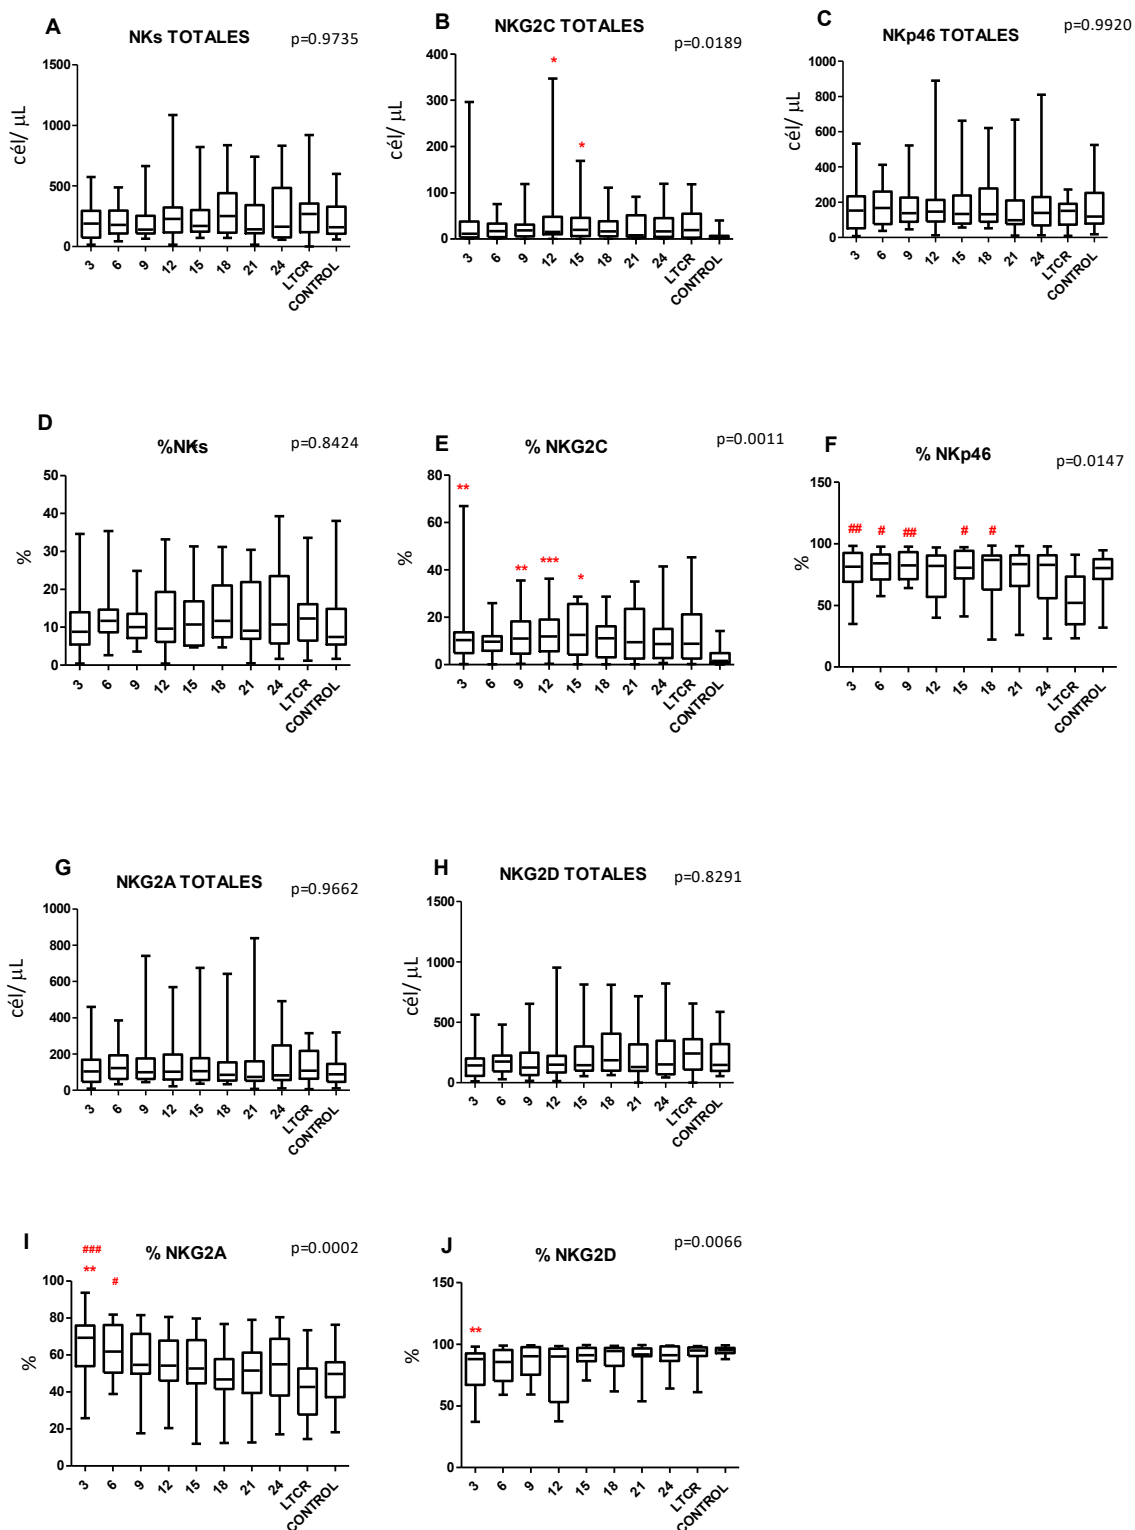 A
NKs TOTALES
p=0.9735
cél/ μL
1500
1000
500
0
3 6 9 12 15 18 21 24 LTCR CONTROL
B
NKG2C TOTALES
p=0.0189
cél/ μL
400
300
200
100
0
* *
3 6 9 12 15 18 21 24 LTCR CONTROL
C
NKp46 TOTALES
p=0.9920
cél/ μL
1000
800
600
400
200
0
3 6 9 12 15 18 21 24 LTCR CONTROL
D
%NKs
p=0.8424
%
50
40
30
20
10
0
3 6 9 12 15 18 21 24 LTCR CONTROL
E
% NKG2C
p=0.0011
%
80
60
40
20
0
** ** *** *
3 6 9 12 15 18 21 24 LTCR CONTROL
F
% NKp46
p=0.0147
%
150
100
50
0
## # ## # #
3 6 9 12 15 18 21 24 LTCR CONTROL
G
NKG2A TOTALES
p=0.9662
cél/ μL
1000
800
600
400
200
0
3 6 9 12 15 18 21 24 LTCR CONTROL
H
NKG2D TOTALES
p=0.8291
cél/ μL
1500
1000
500
0
3 6 9 12 15 18 21 24 LTCR CONTROL
I
% NKG2A
p=0.0002
###
** #
%
100
80
60
40
20
0
3 6 9 12 15 18 21 24 LTCR CONTROL
J
% NKG2D
p=0.0066
%
150
100
50
0
**
3 6 9 12 15 18 21 24 LTCR CONTROL